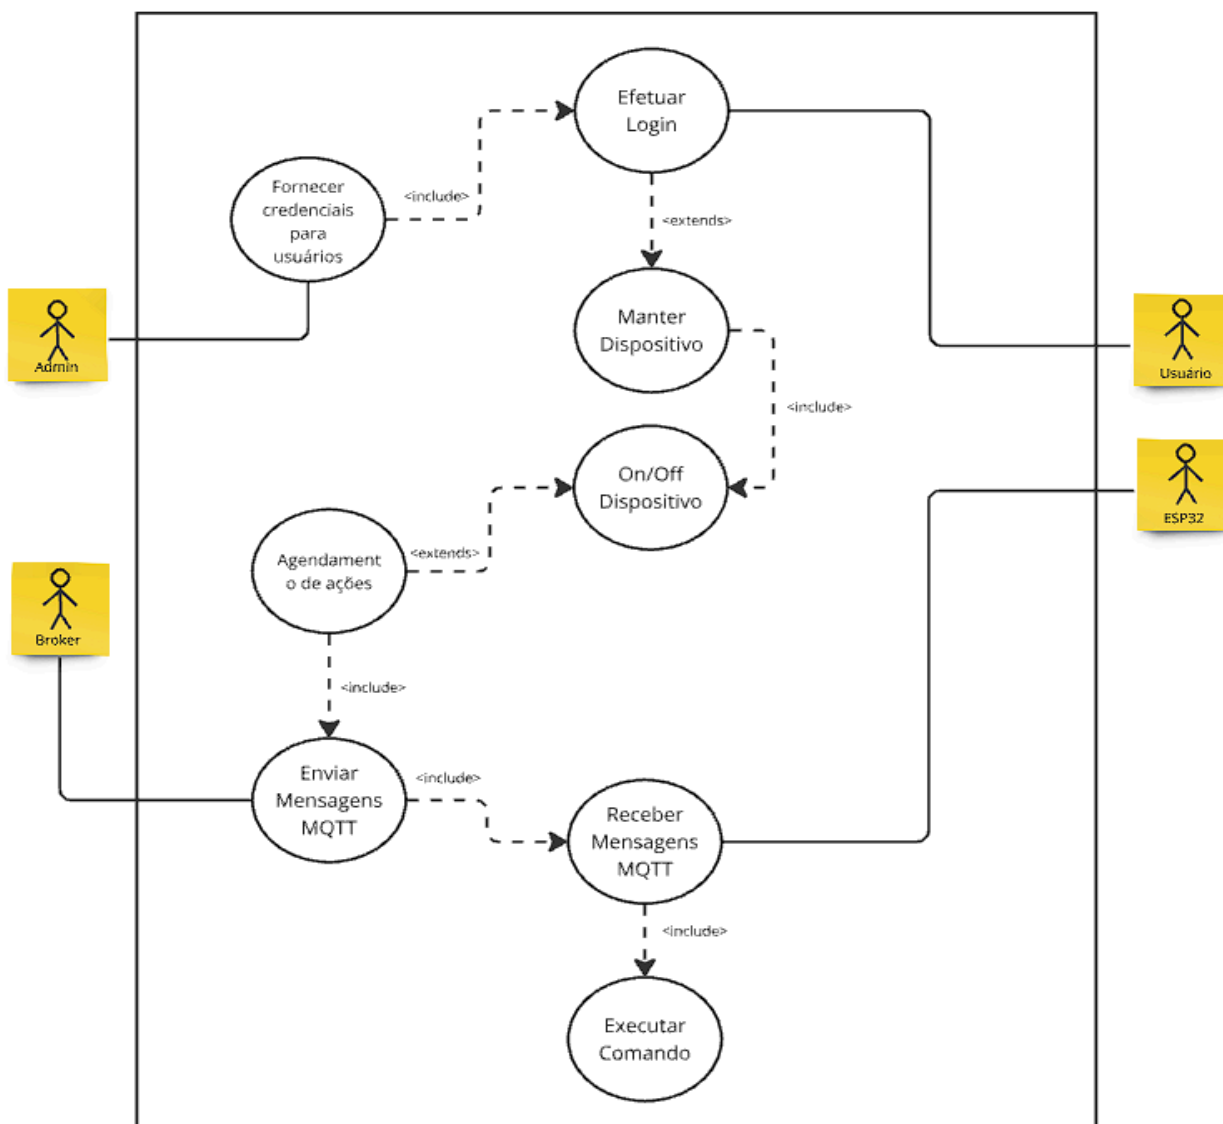 Efetuar
Login
<include>
Fornecer
credenciais
para
usuários
<extends>
Manter
Dispositivo
Admin
Usuário
<include>
On/Off
Dispositivo
ESP32
<extends>
Agendament
o de ações
Broker
<include>
Enviar
Mensagens
MQTT
<include>
Receber
Mensagens
MQTT
<include>
Executar
Comando